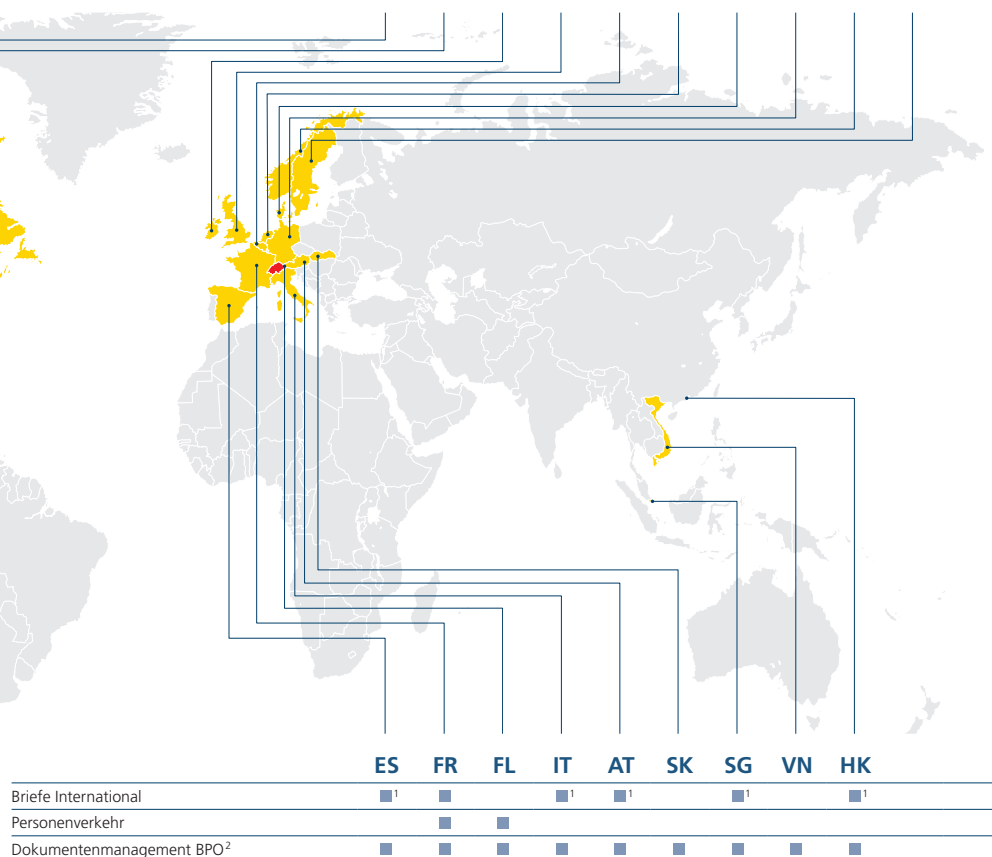 ES FR FL IT AT SK SG VN HK
Briefe International ■¹ ■ ■¹ ■¹ ■¹ ■¹
Personenverkehr ■ ■
Dokumentenmanagement BPO² ■ ■ ■ ■ ■ ■ ■ ■ ■